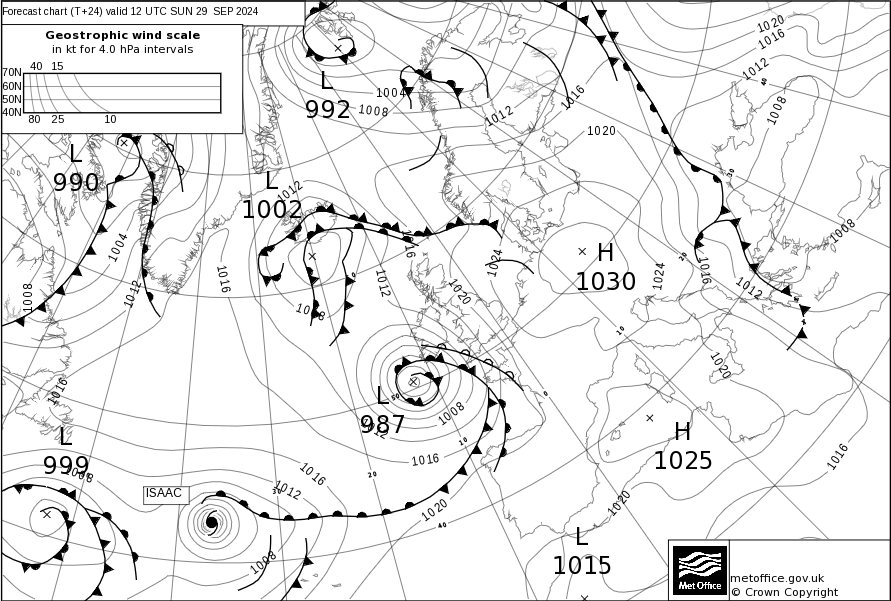 Forecast chart (T+24) valid 12 UTC SUN 29 SEP 2024
Geostrophic wind scale
in kt for 4.0 hPa intervals
40 15
70N
60N
50N
40N
80 25 10
L
992
L
990
L
1002
H
1030
L
987
H
1025
L
999
L
1015
ISAAC
1020
1016
1012
1008
1004
1008
1012
1016
1020
1012
1004
1008
1012
1016
1016
1012
1016
1020
1024
1024
1016
1012
1008
1020
1016
1008
1012
1016
1008
1016
1012
1020
1008
1020
1016
Met Office
metoffice.gov.uk
© Crown Copyright